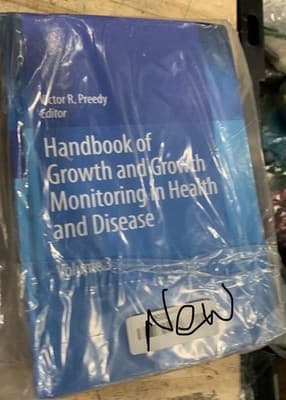 Victor R. Preedy
Editor
Handbook of
Growth and Growth
Monitoring in Health
and Disease
Volume 3
New